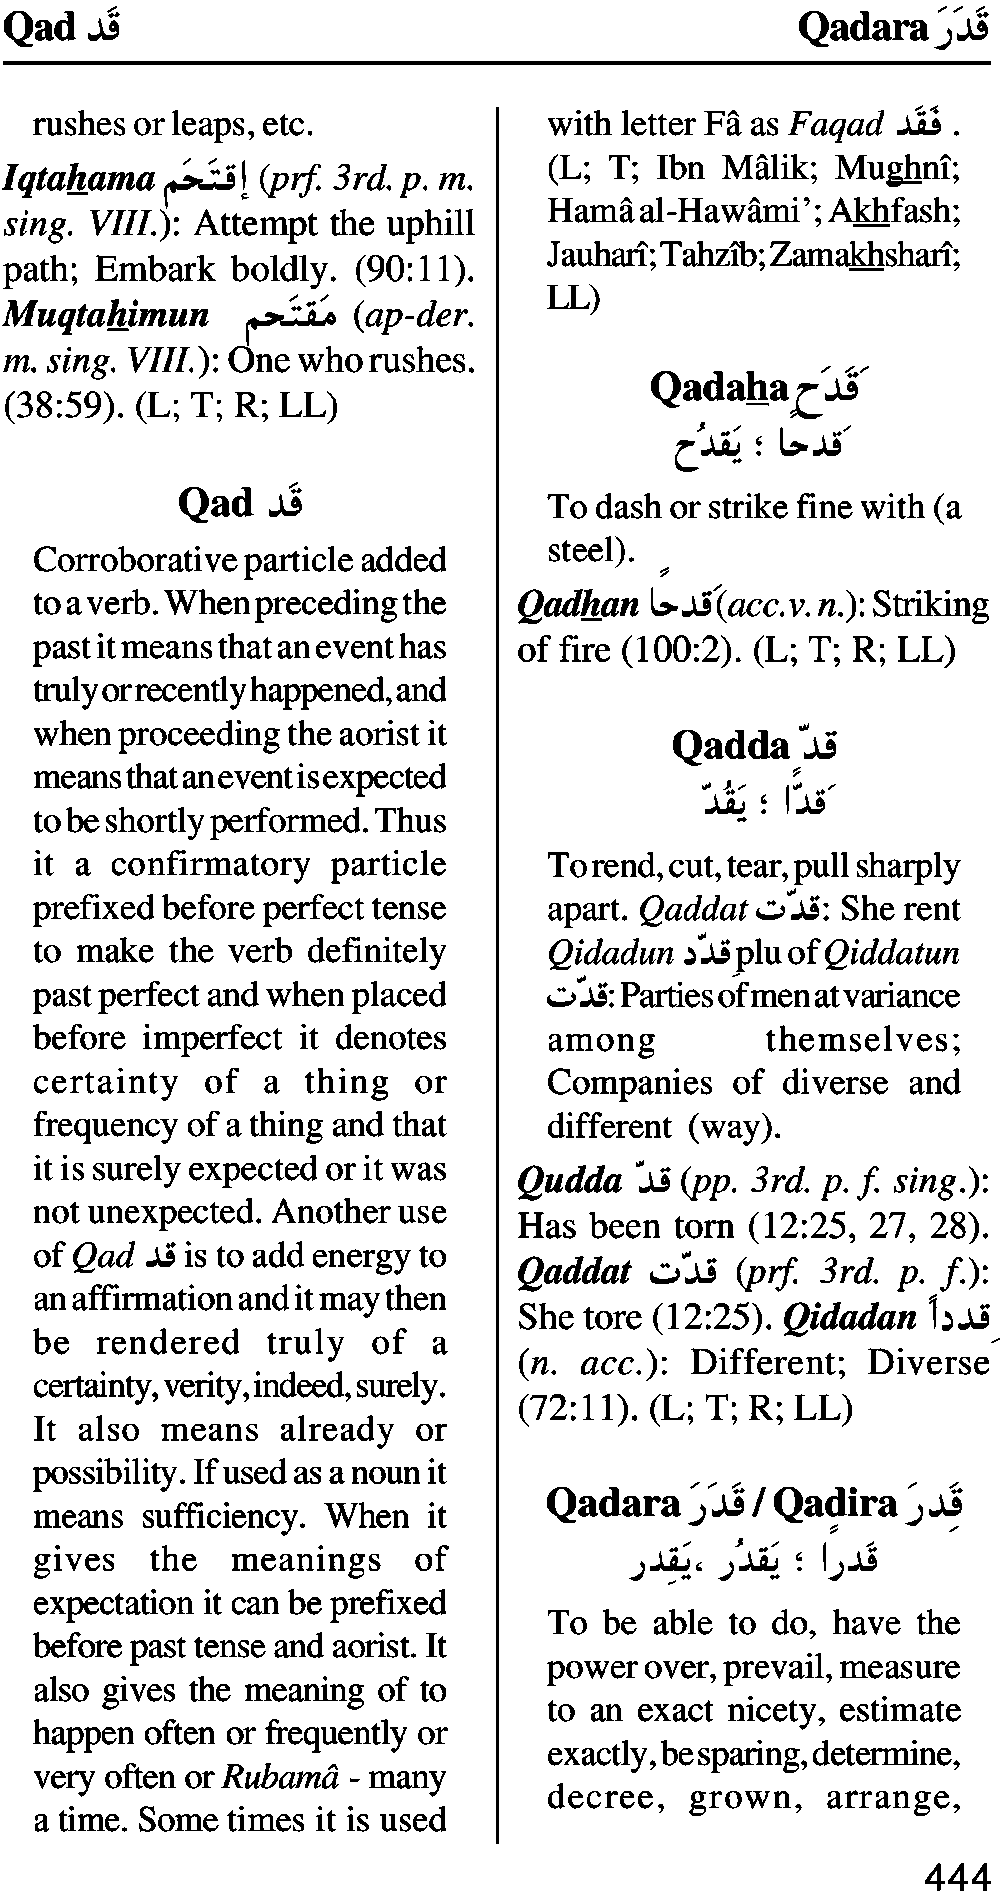 Qad قَد
Qadara قَدَرَ
rushes or leaps, etc.
Iqtahama إقتَحَم (prf. 3rd. p. m.
sing. VIII.): Attempt the uphill
path; Embark boldly. (90:11).
Muqtahimun مَقتَحم (ap-der.
m. sing. VIII.): One who rushes.
(38:59). (L; T; R; LL)
Qad قَد
Corroborative particle added
to a verb. When preceding the
past it means that an event has
truly or recently happened, and
when proceeding the aorist it
means that an event is expected
to be shortly performed. Thus
it a confirmatory particle
prefixed before perfect tense
to make the verb definitely
past perfect and when placed
before imperfect it denotes
certainty of a thing or
frequency of a thing and that
it is surely expected or it was
not unexpected. Another use
of Qad قد is to add energy to
an affirmation and it may then
be rendered truly of a
certainty, verity, indeed, surely.
It also means already or
possibility. If used as a noun it
means sufficiency. When it
gives the meanings of
expectation it can be prefixed
before past tense and aorist. It
also gives the meaning of to
happen often or frequently or
very often or Rubamâ - many
a time. Some times it is used
with letter Fâ as Faqad فَقَد .
(L; T; Ibn Mâlik; Mughnî;
Hamâ al-Hawâmi’; Akhfash;
Jauharî; Tahzîb; Zamakhsharî;
LL)
Qadaha قَدَح
قَدحا ؛ يَقدُح
To dash or strike fine with (a
steel).
Qadhan قَدحاً (acc. v. n.): Striking
of fire (100:2). (L; T; R; LL)
Qadda قدّ
قَدًّا ؛ يَقُدّ
To rend, cut, tear, pull sharply
apart. Qaddat قدّت: She rent
Qidadun قدّد plu of Qiddatun
قدّت: Parties of men at variance
among themselves;
Companies of diverse and
different (way).
Qudda قدّ (pp. 3rd. p. f. sing.):
Has been torn (12:25, 27, 28).
Qaddat قدّت (prf. 3rd. p. f.):
She tore (12:25). Qidadan قِدداً
(n. acc.): Different; Diverse
(72:11). (L; T; R; LL)
Qadara قَدَرَ / Qadira قَدِرَ
قَدراً ؛ يَقدُر ،يَقدِر
To be able to do, have the
power over, prevail, measure
to an exact nicety, estimate
exactly, be sparing, determine,
decree, grown, arrange,
444